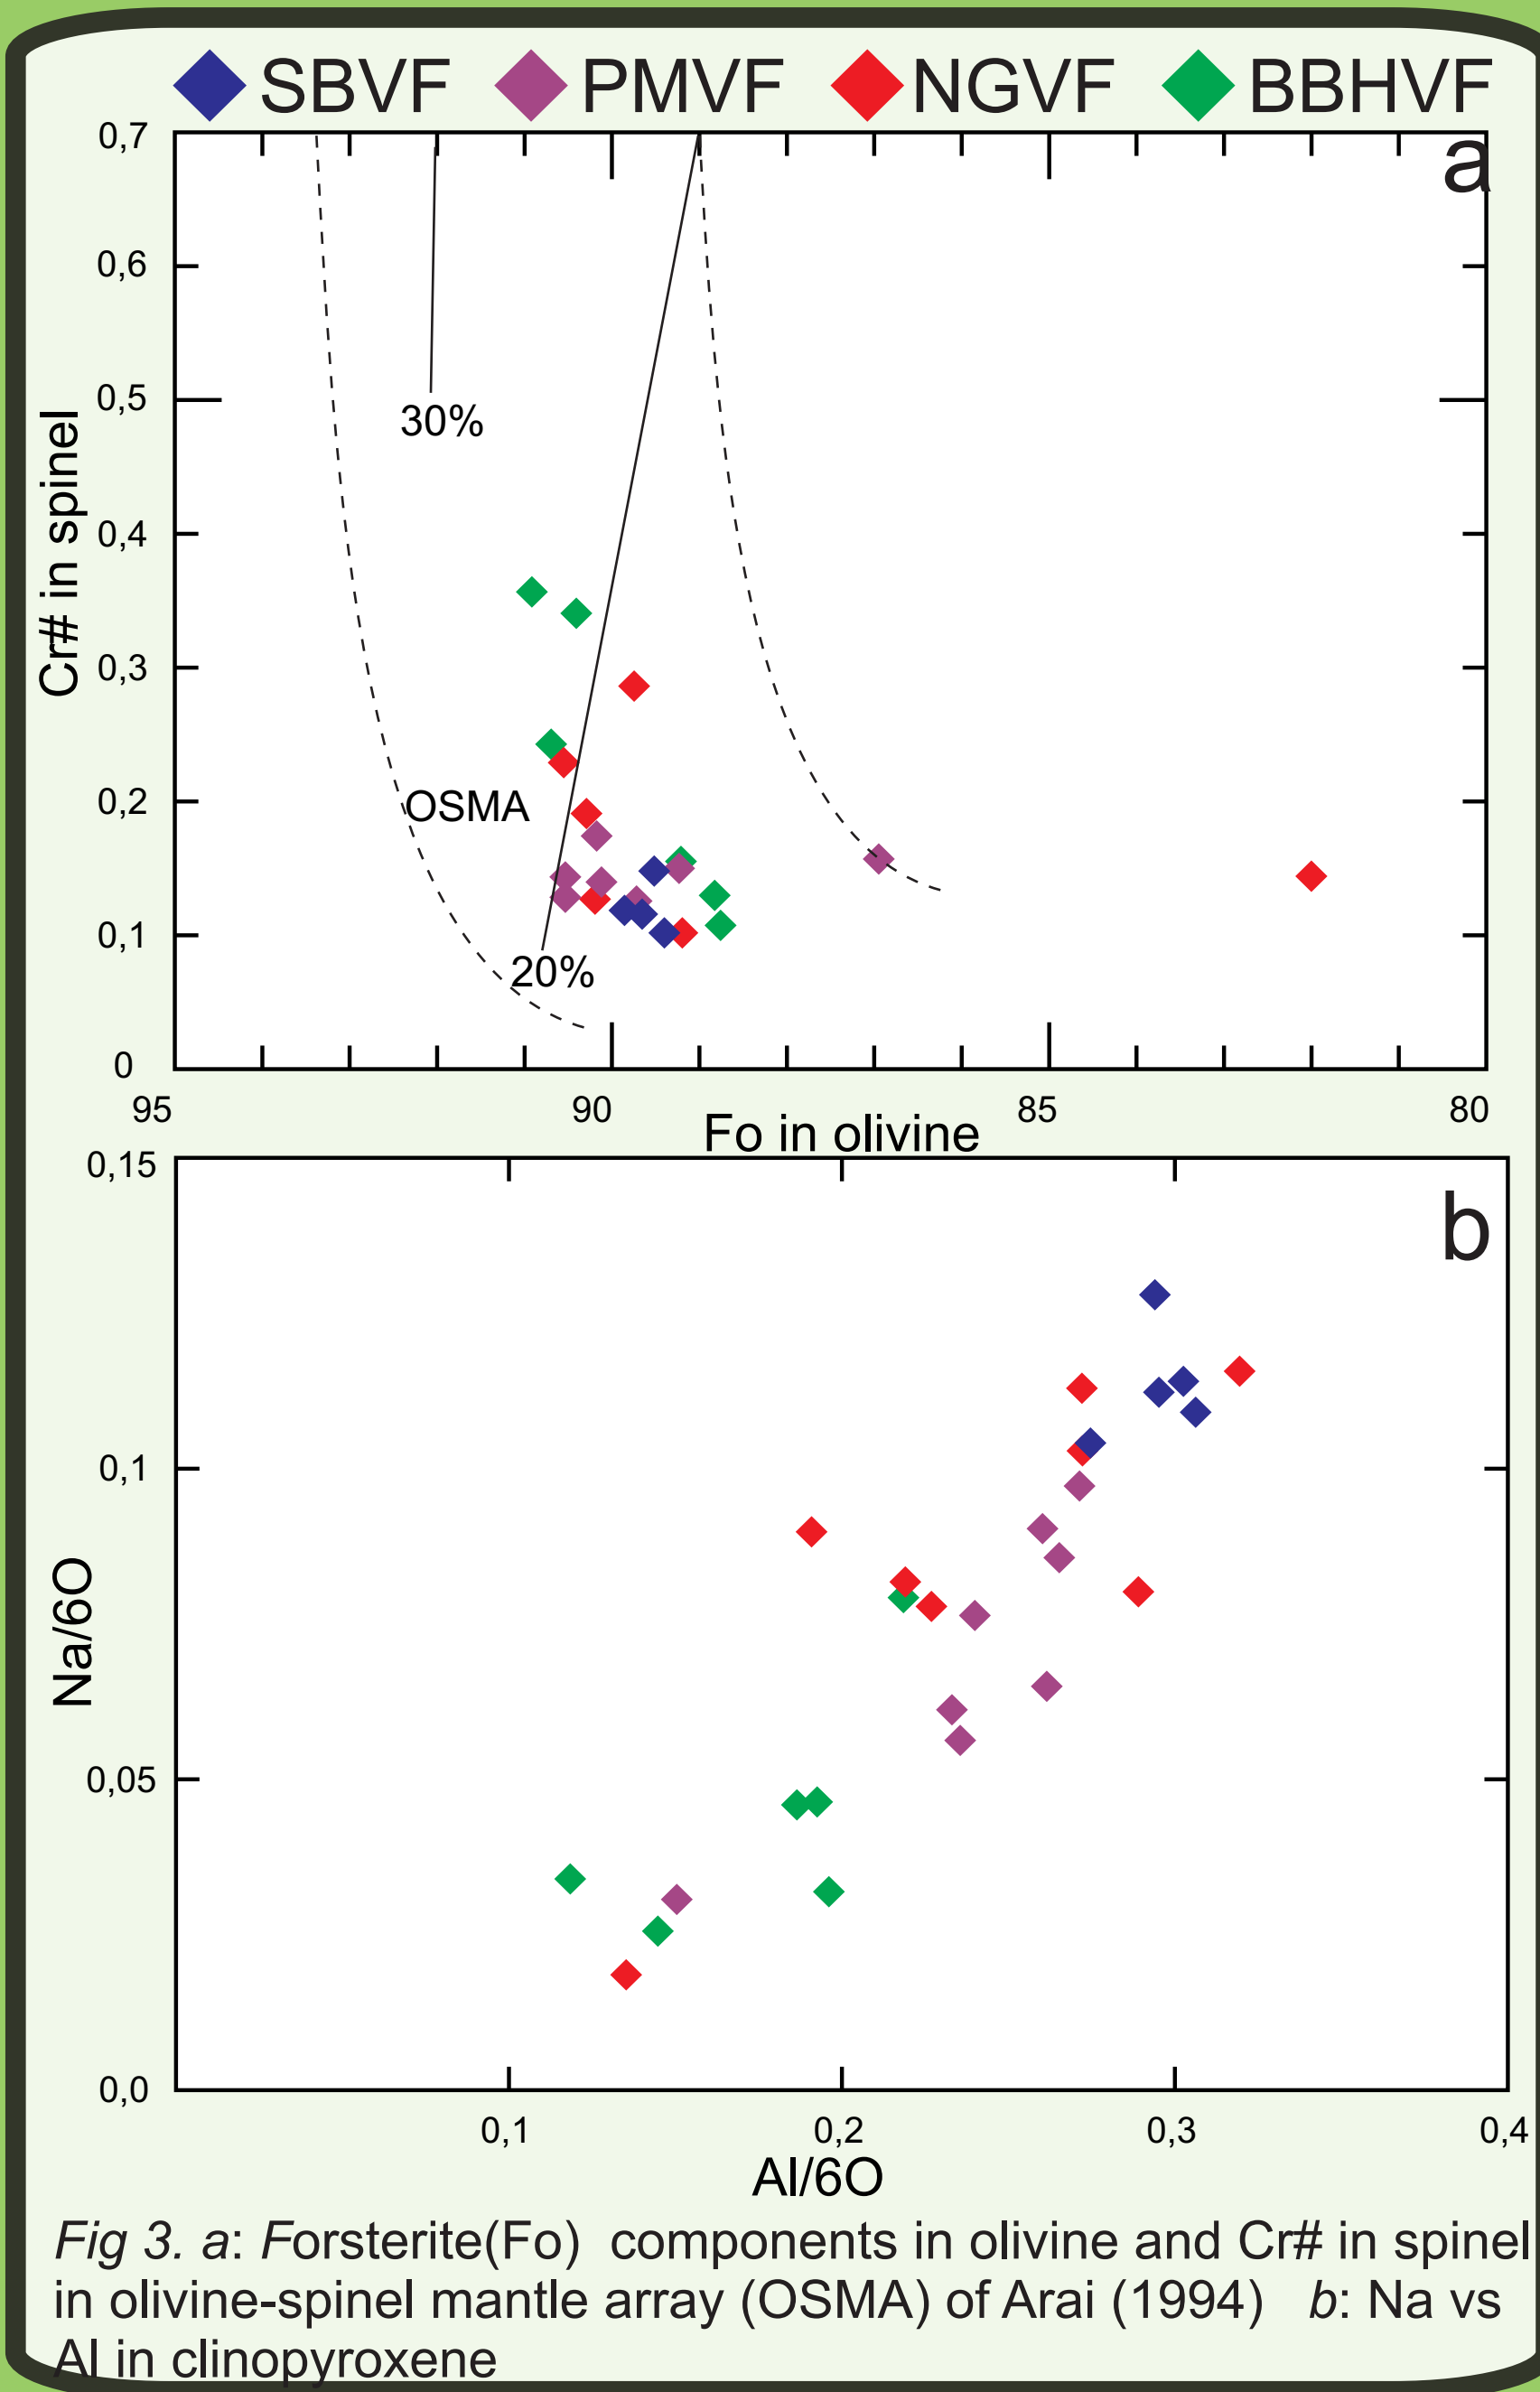 SBVF PMVF NGVF BBHVF
a
0,7
0,6
0,5
0,4
0,3
0,2
0,1
0
Cr# in spinel
30%
OSMA
20%
95 90 85 80
Fo in olivine
b
0,15
0,1
0,05
0,0
Na/6O
0,1 0,2 0,3 0,4
Al/6O
Fig 3. a: Forsterite(Fo) components in olivine and Cr# in spinel
in olivine-spinel mantle array (OSMA) of Arai (1994) b: Na vs
Al in clinopyroxene